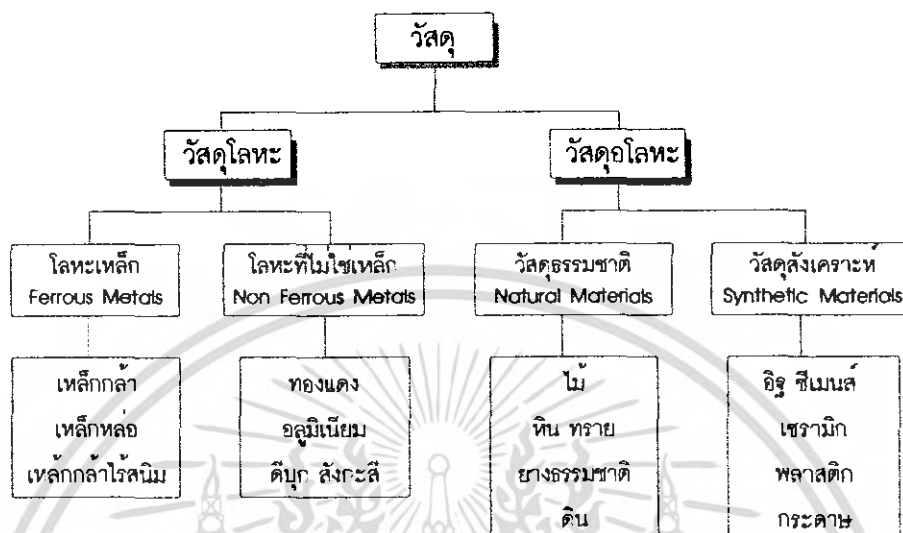 วัสดุ
วัสดุโลหะ
วัสดุอโลหะ
โลหะเหล็ก
Ferrous Metals
โลหะที่ไม่ใช่เหล็ก
Non Ferrous Metals
วัสดุธรรมชาติ
Natural Materials
วัสดุสังเคราะห์
Synthetic Materials
เหล็กกล้า
เหล็กหล่อ
เหล็กกล้าไร้สนิม
ทองแดง
อลูมิเนียม
ดีบุก สังกะสี
ไม้
หิน ทราย
ยางธรรมชาติ
ดิน
อิฐ ซีเมนส์
เซรามิก
พลาสติก
กระดาษ